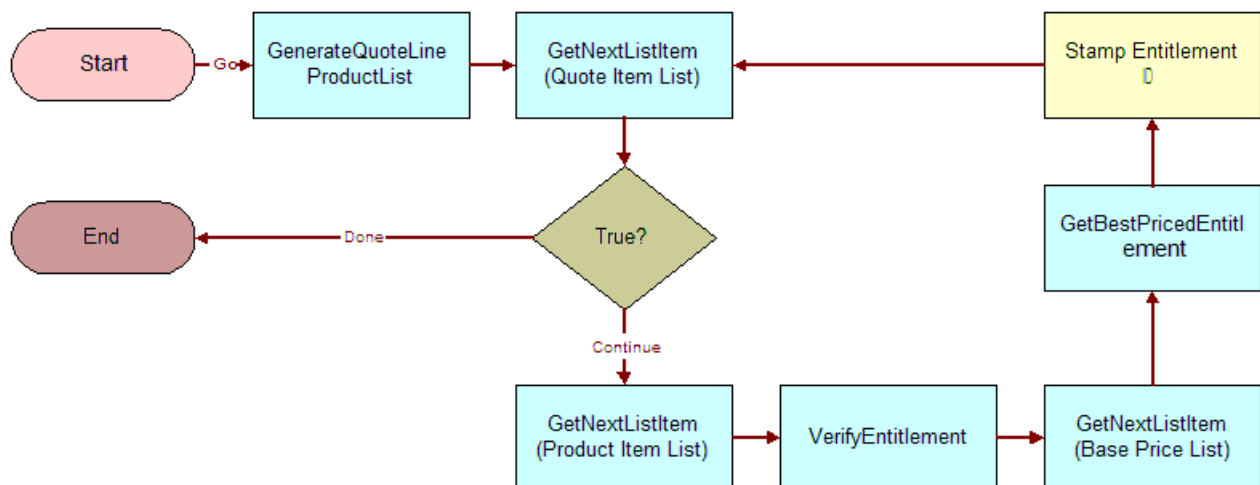 Start
Go
GenerateQuoteLine
ProductList
GetNextListItem
(Quote Item List)
Stamp Entitlement
ID
End
Done
True?
GetBestPricedEntitl
ement
Continue
GetNextListItem
(Product Item List)
VerifyEntitlement
GetNextListItem
(Base Price List)